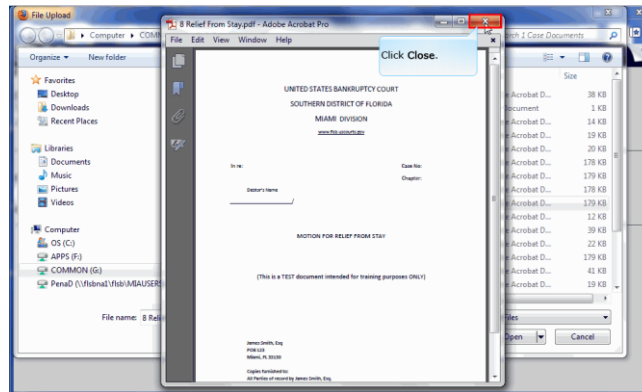 File Upload
Computer
COMM
Organize
New folder
Favorites
Desktop
Downloads
Recent Places
Libraries
Documents
Music
Pictures
Videos
Computer
OS (C:)
APPS (F:)
COMMON (G:)
PenaD (\\flsbna1\flsb\MIAUSERS
File name: 8 Reli
8 Relief From Stay.pdf - Adobe Acrobat Pro
File Edit View Window Help
Click Close.
UNITED STATES BANKRUPTCY COURT
SOUTHERN DISTRICT OF FLORIDA
MIAMI DIVISION
www.flsb.uscourts.gov
In re:
Case No:
Chapter:
Debtor's Name
/
MOTION FOR RELIEF FROM STAY
(This is a TEST document intended for training purposes ONLY)
James Smith, Esq
POB 123
Miami, FL 33130
Copies furnished to:
All Parties of record by James Smith, Esq.
rch 1 Case Documents
Size
e Acrobat D... 38 KB
ocument 1 KB
e Acrobat D... 14 KB
e Acrobat D... 19 KB
e Acrobat D... 20 KB
e Acrobat D... 178 KB
e Acrobat D... 179 KB
e Acrobat D... 178 KB
e Acrobat D... 179 KB
e Acrobat D... 12 KB
e Acrobat D... 39 KB
e Acrobat D... 22 KB
e Acrobat D... 179 KB
e Acrobat D... 41 KB
e Acrobat D... 19 KB
Files
Open
Cancel